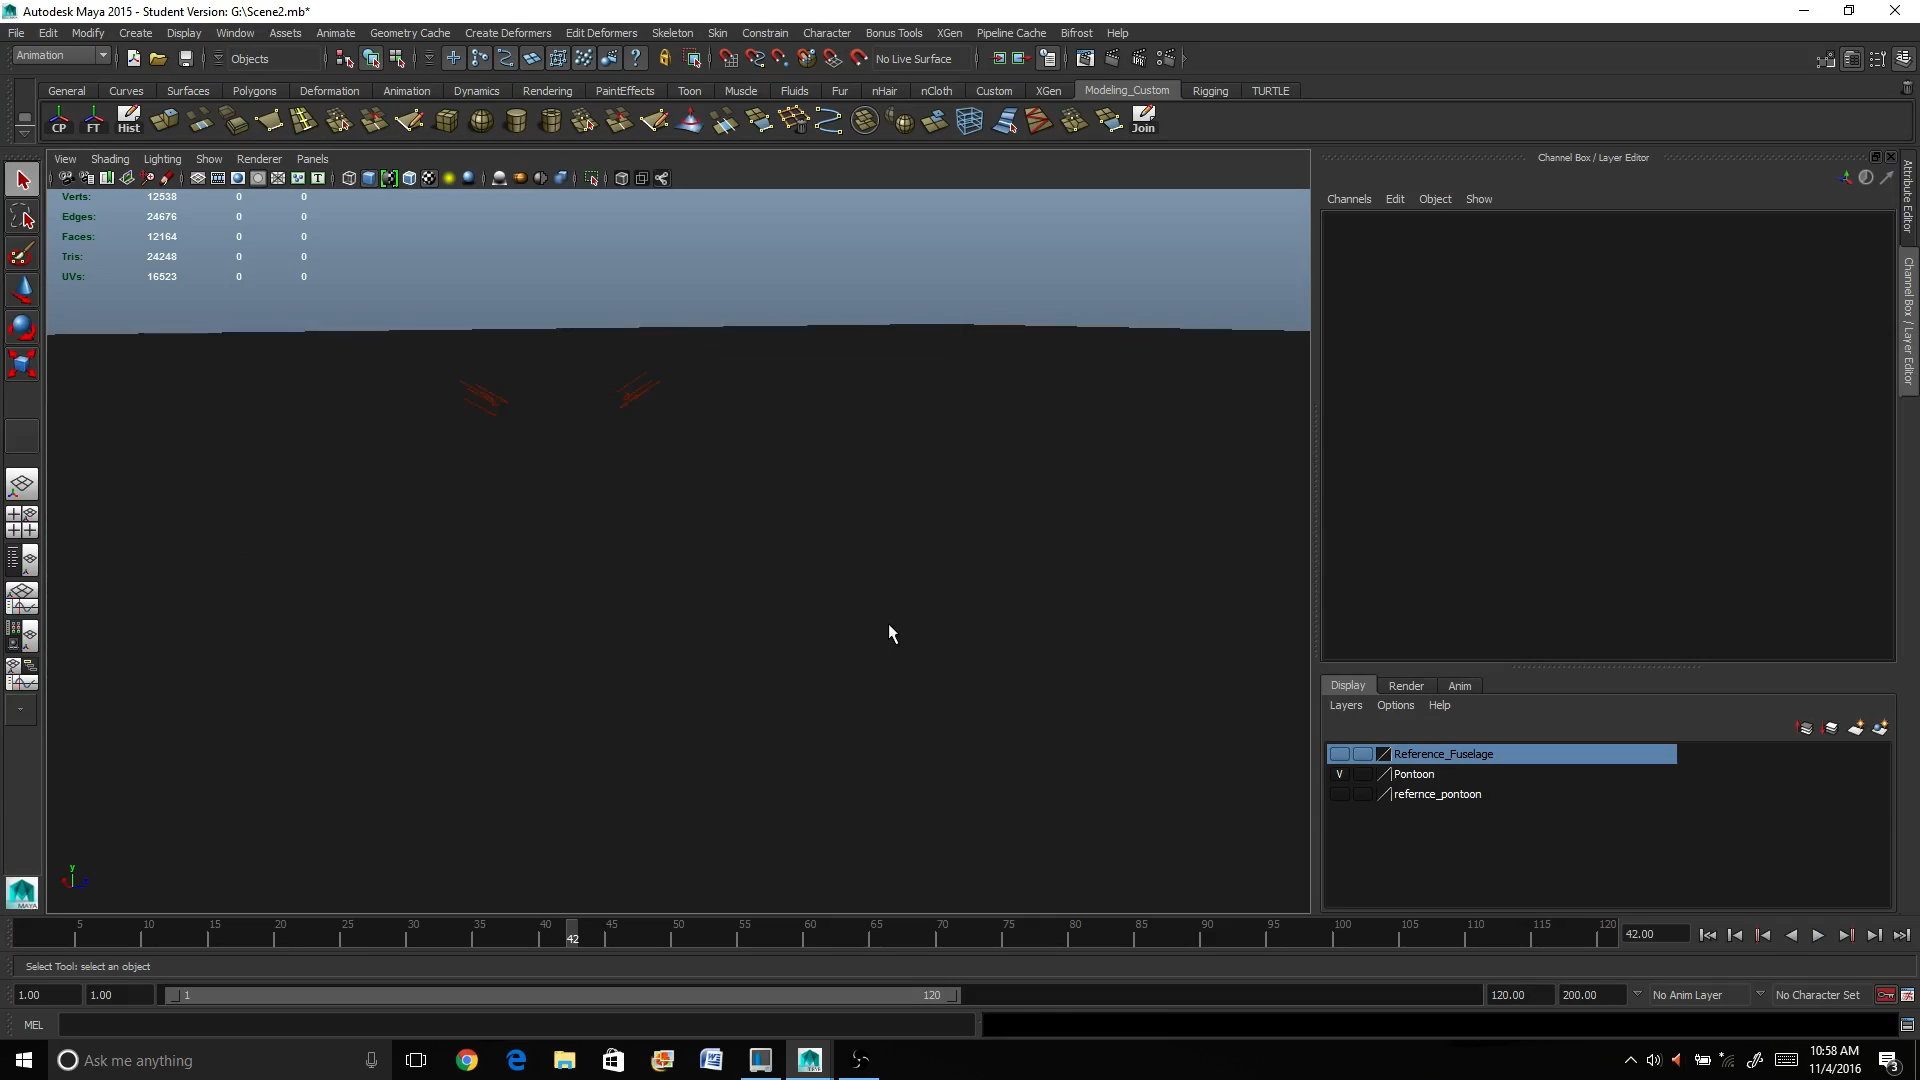 Autodesk Maya 2015 - Student Version: G:\Scene2.mb*
File Edit Modify Create Display Window Assets Animate Geometry Cache Create Deformers Edit Deformers Skeleton Skin Constrain Character Bonus Tools XGen Pipeline Cache Bifrost Help
Animation Objects No Live Surface
General Curves Surfaces Polygons Deformation Animation Dynamics Rendering PaintEffects Toon Muscle Fluids Fur nHair nCloth Custom XGen Modeling_Custom Rigging TURTLE
CP FT Hist Join
View Shading Lighting Show Renderer Panels
Channel Box / Layer Editor
Channels Edit Object Show
Verts: 12538 0 0
Edges: 24676 0 0
Faces: 12164 0 0
Tris: 24248 0 0
UVs: 16523 0 0
Attribute Editor
Channel Box / Layer Editor
Display Render Anim
Layers Options Help
Reference_Fuselage
V Pontoon
refernce_pontoon
y
MAYA
5 10 15 20 25 30 35 40 45 50 55 60 65 70 75 80 85 90 95 100 105 110 115 120
42
42.00
Select Tool: select an object
1.00 1.00 1 120 120.00 200.00 No Anim Layer No Character Set
MEL
Ask me anything
10:58 AM
11/4/2016
3